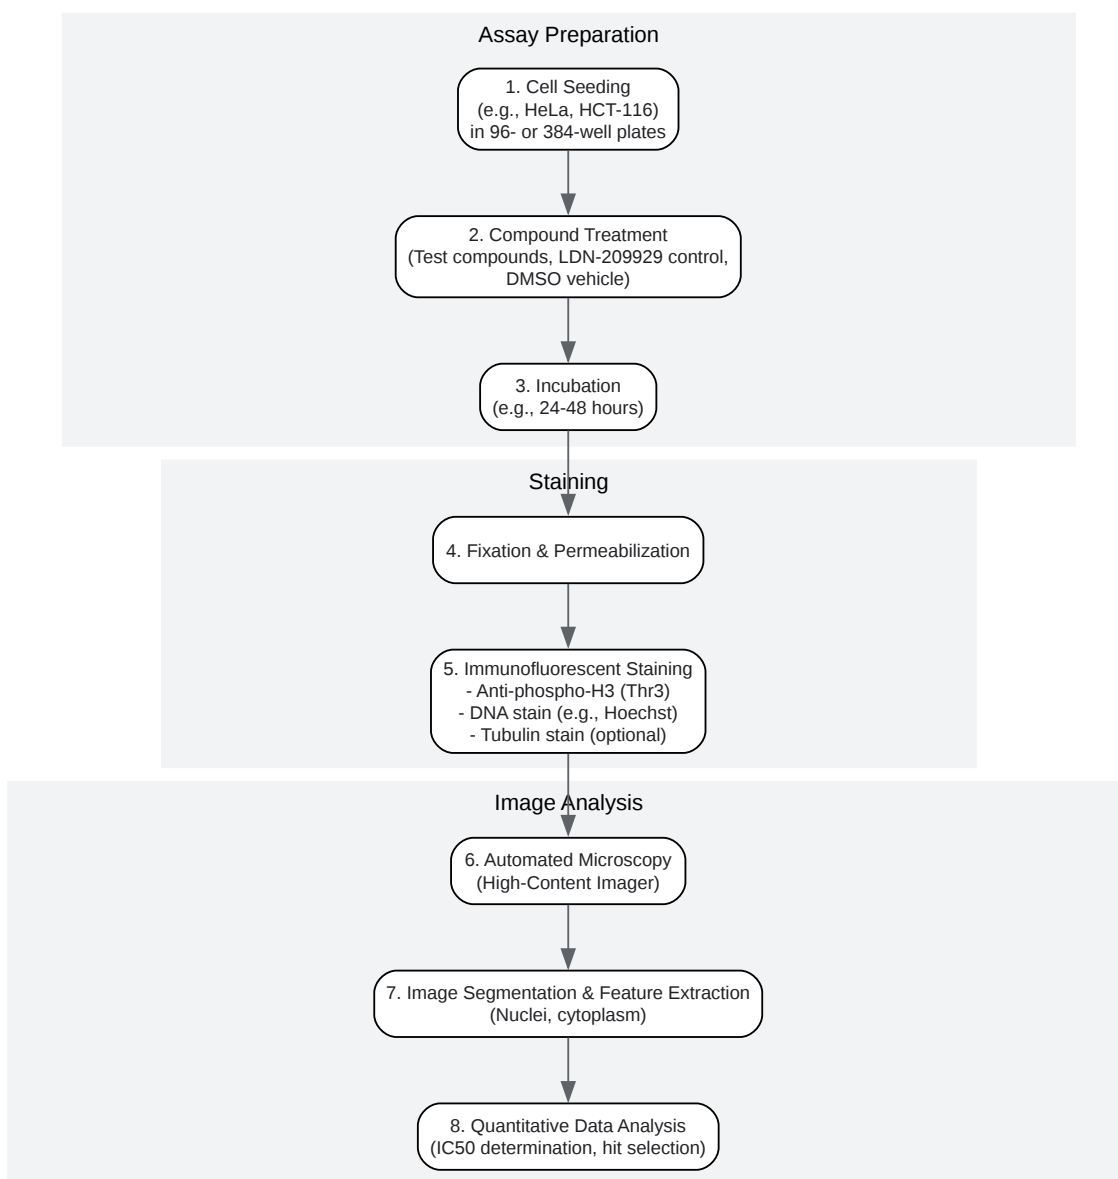 Assay Preparation
1. Cell Seeding
(e.g., HeLa, HCT-116)
in 96- or 384-well plates
2. Compound Treatment
(Test compounds, LDN-209929 control,
DMSO vehicle)
3. Incubation
(e.g., 24-48 hours)
Staining
4. Fixation & Permeabilization
5. Immunofluorescent Staining
- Anti-phospho-H3 (Thr3)
- DNA stain (e.g., Hoechst)
- Tubulin stain (optional)
Image Analysis
6. Automated Microscopy
(High-Content Imager)
7. Image Segmentation & Feature Extraction
(Nuclei, cytoplasm)
8. Quantitative Data Analysis
(IC50 determination, hit selection)